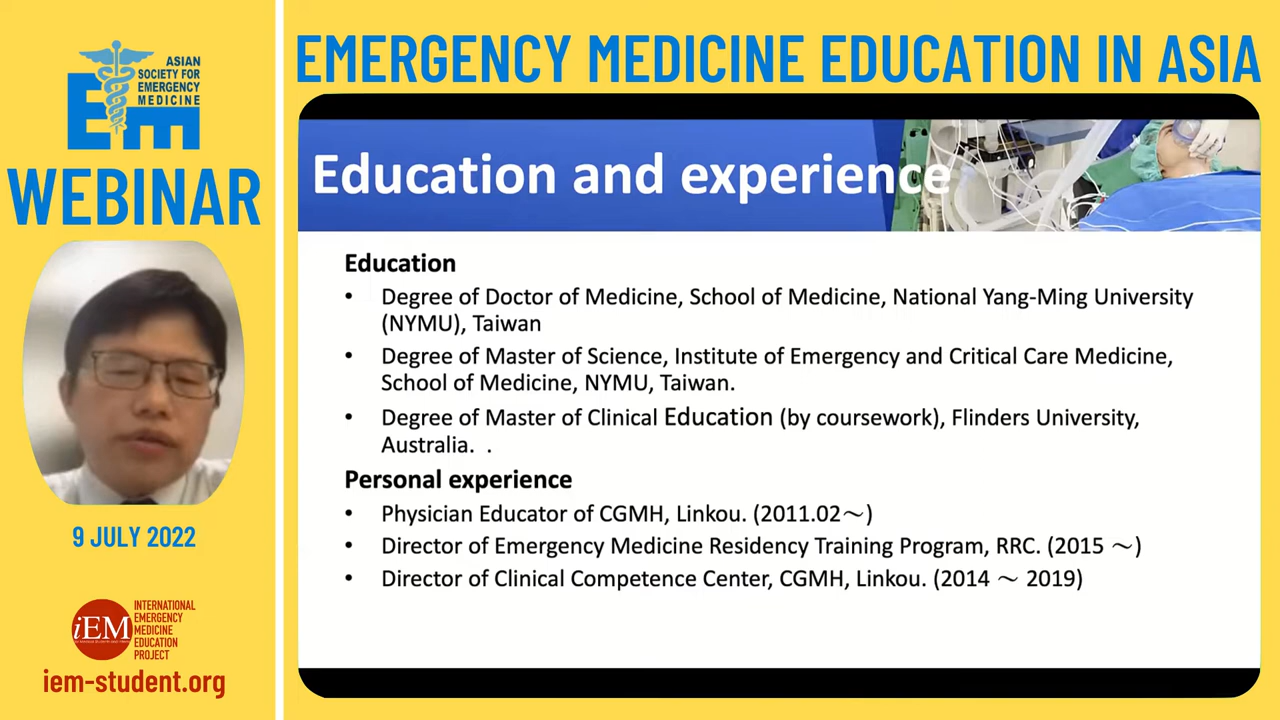 ASIAN
SOCIETY FOR
EMERGENCY
MEDICINE
EM
WEBINAR
9 JULY 2022
iEM
INTERNATIONAL
EMERGENCY
MEDICINE
EDUCATION
PROJECT
iem-student.org
EMERGENCY MEDICINE EDUCATION IN ASIA
Education and experience
Education
• Degree of Doctor of Medicine, School of Medicine, National Yang-Ming University
(NYMU), Taiwan
• Degree of Master of Science, Institute of Emergency and Critical Care Medicine,
School of Medicine, NYMU, Taiwan.
• Degree of Master of Clinical Education (by coursework), Flinders University,
Australia. .
Personal experience
• Physician Educator of CGMH, Linkou. (2011.02～)
• Director of Emergency Medicine Residency Training Program, RRC. (2015 ～)
• Director of Clinical Competence Center, CGMH, Linkou. (2014 ～ 2019)